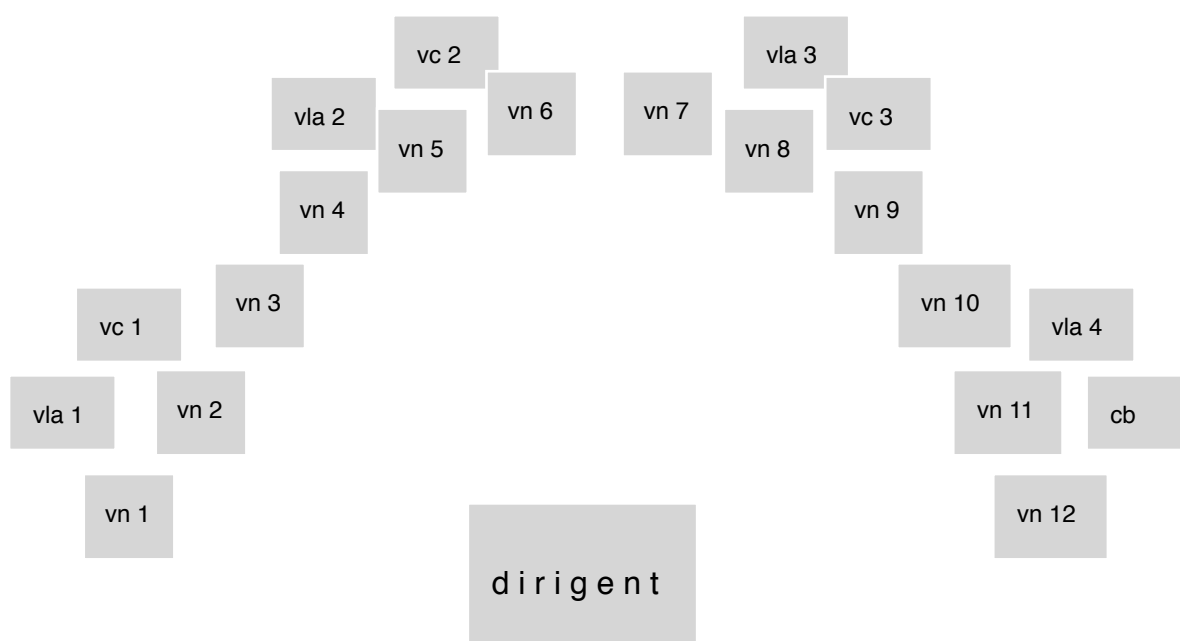 vc 2
vla 3
vla 2
vn 6
vn 7
vc 3
vn 5
vn 8
vn 4
vn 9
vn 3
vn 10
vc 1
vla 4
vla 1
vn 2
vn 11
cb
vn 1
vn 12
dirigent